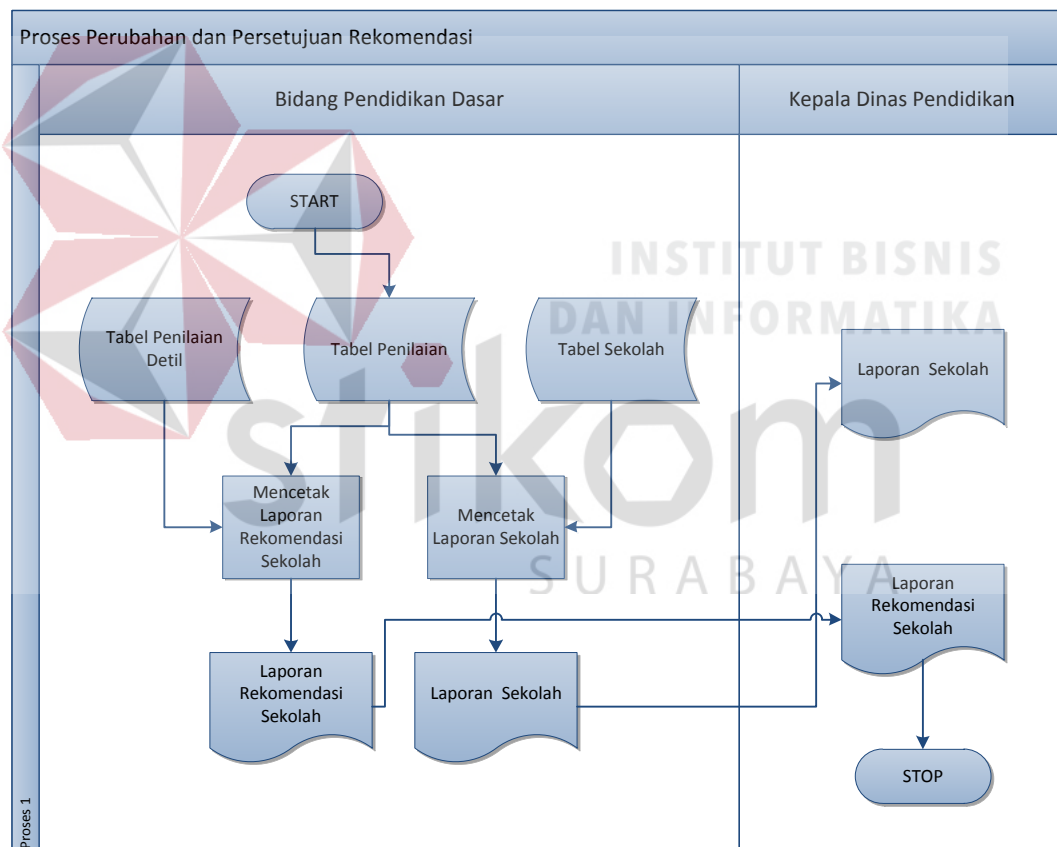 Proses Perubahan dan Persetujuan Rekomendasi
Bidang Pendidikan Dasar
Kepala Dinas Pendidikan
START
INSTITUT BISNIS
DAN INFORMATIKA
Tabel Penilaian
Detil
Tabel Penilaian
Tabel Sekolah
Laporan Sekolah
stikom
Mencetak
Laporan
Rekomendasi
Sekolah
Mencetak
Laporan Sekolah
SURABAYA
Laporan
Rekomendasi
Sekolah
Laporan
Rekomendasi
Sekolah
Laporan Sekolah
STOP
Proses 1